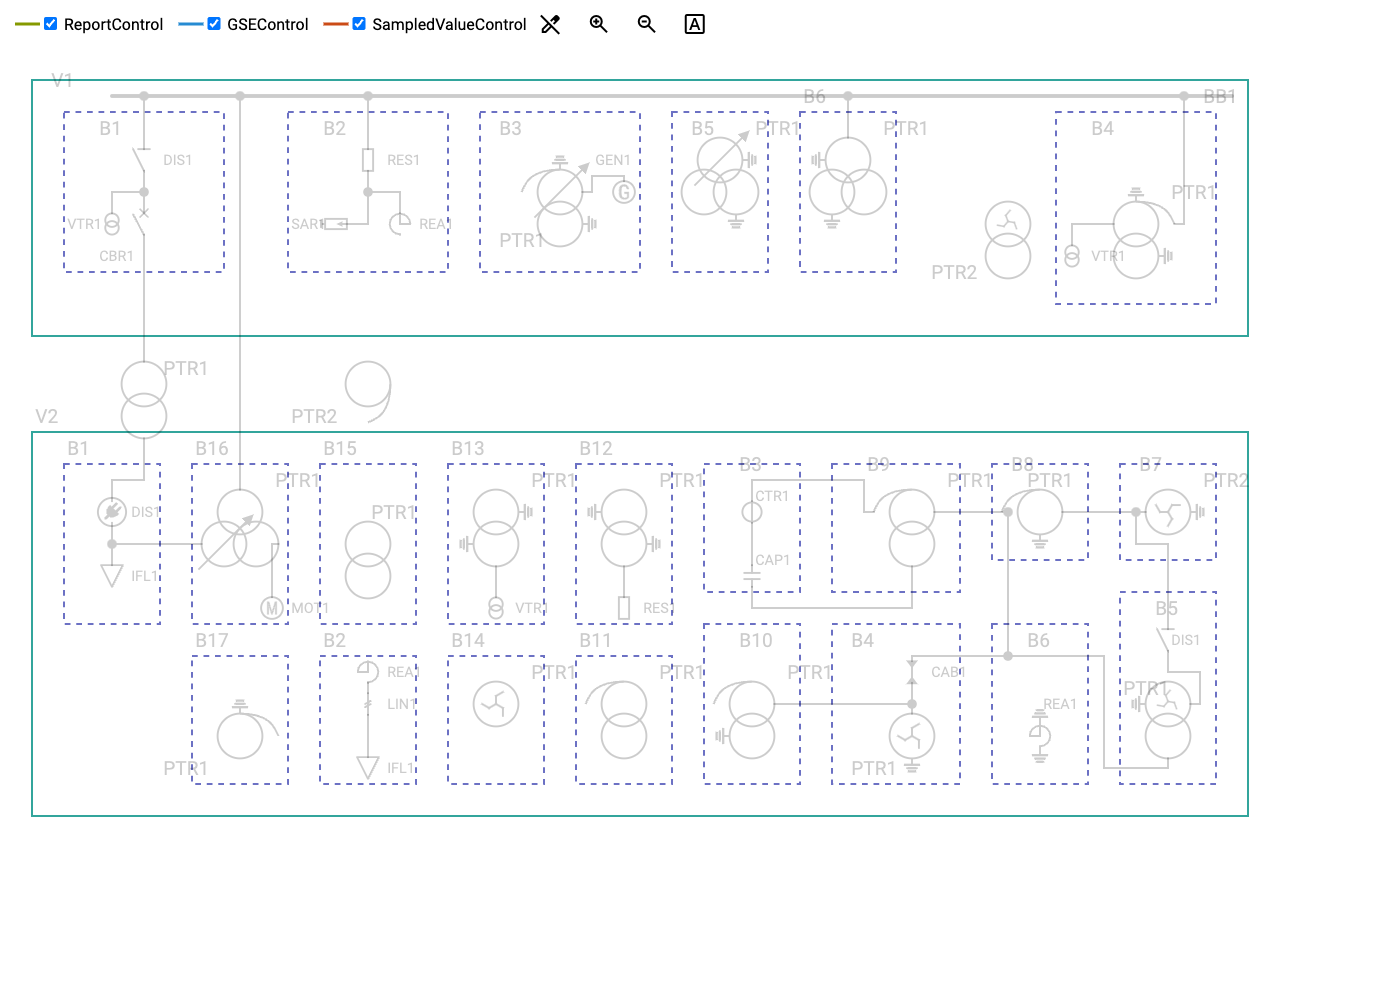 ReportControl GSEControl SampledValueControl A
V1
B6 BB1
B1 B2 B3 B5 PTR1 PTR1 B4
DIS1 RES1 GEN1
G PTR1
VTR1 SAR1 REA1
PTR1
CBR1 VTR1
PTR2
PTR1
V2 PTR2
B1 B16 B15 B13 B12
B3 B9 B8 B7
PTR1 PTR1 PTR1 PTR1 PTR1 PTR2
CTR1
DIS1 PTR1
CAP1
IFL1
M MOT1 VTR1 RES1 B5
B17 B2 B14 B11 B10 B4 B6 DIS1
REA1 PTR1 PTR1 PTR1 CAB1
PTR1
LIN1 REA1
PTR1 IFL1 PTR1